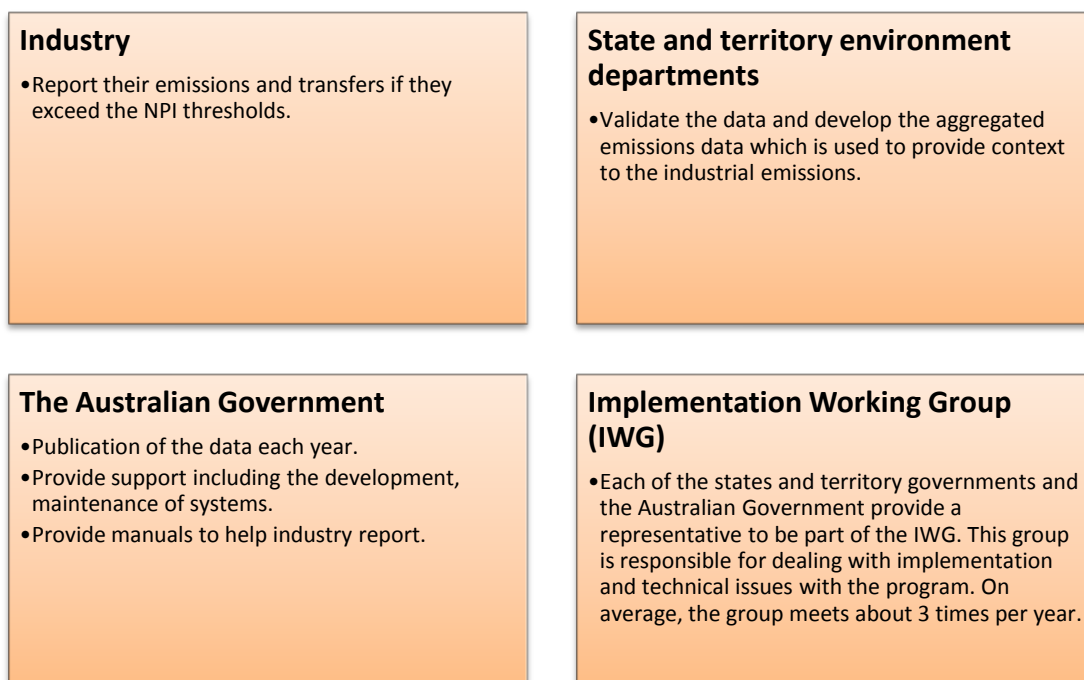 Industry
•Report their emissions and transfers if they
exceed the NPI thresholds.
State and territory environment
departments
•Validate the data and develop the aggregated
emissions data which is used to provide context
to the industrial emissions.
The Australian Government
•Publication of the data each year.
•Provide support including the development,
maintenance of systems.
•Provide manuals to help industry report.
Implementation Working Group
(IWG)
•Each of the states and territory governments and
the Australian Government provide a
representative to be part of the IWG. This group
is responsible for dealing with implementation
and technical issues with the program. On
average, the group meets about 3 times per year.